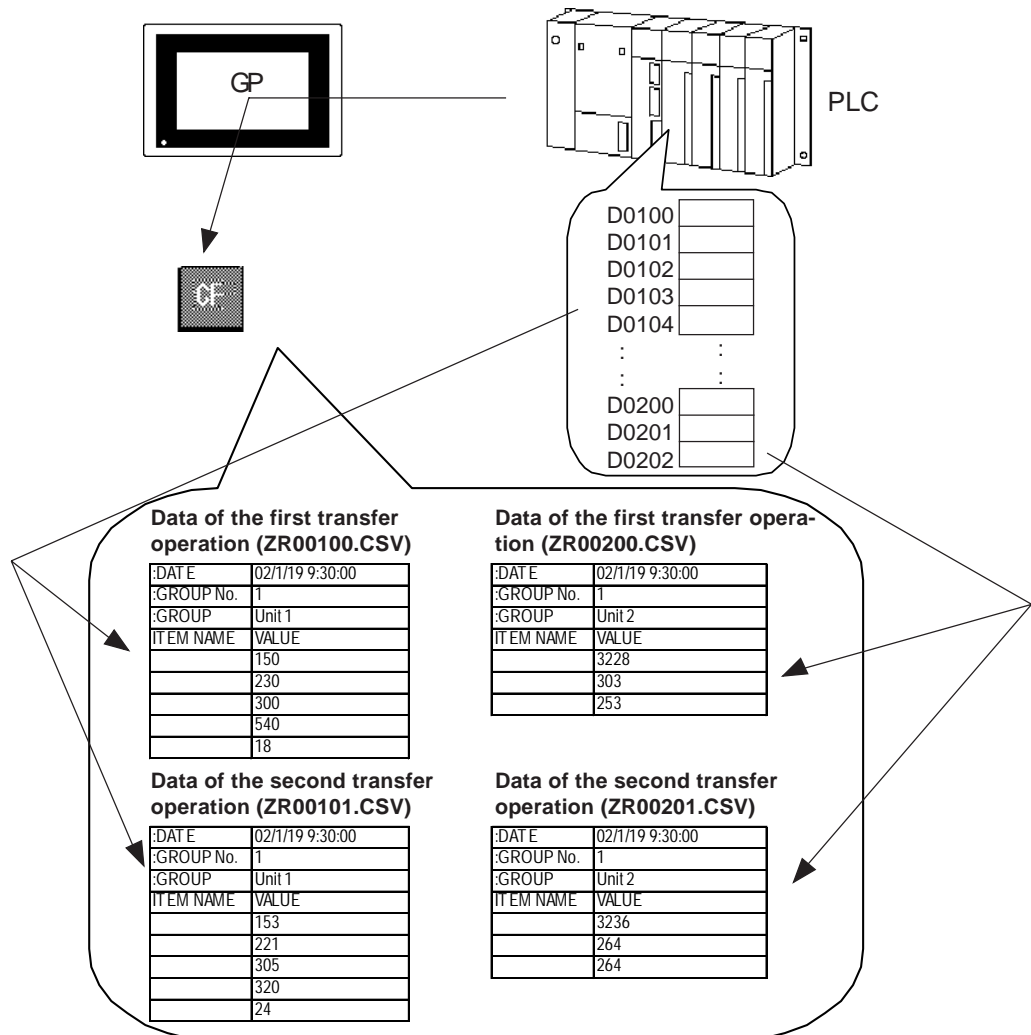 GP
PLC
CF
D0100
D0101
D0102
D0103
D0104
: :
: :
D0200
D0201
D0202
Data of the first transfer
operation (ZR00100.CSV)
:DATE 02/1/19 9:30:00
:GROUP No. 1
:GROUP Unit 1
ITEM NAME VALUE
150
230
300
540
18
Data of the first transfer opera-
tion (ZR00200.CSV)
:DATE 02/1/19 9:30:00
:GROUP No. 1
:GROUP Unit 2
ITEM NAME VALUE
3228
303
253
Data of the second transfer
operation (ZR00101.CSV)
:DATE 02/1/19 9:30:00
:GROUP No. 1
:GROUP Unit 1
ITEM NAME VALUE
153
221
305
320
24
Data of the second transfer
operation (ZR00201.CSV)
:DATE 02/1/19 9:30:00
:GROUP No. 1
:GROUP Unit 2
ITEM NAME VALUE
3236
264
264